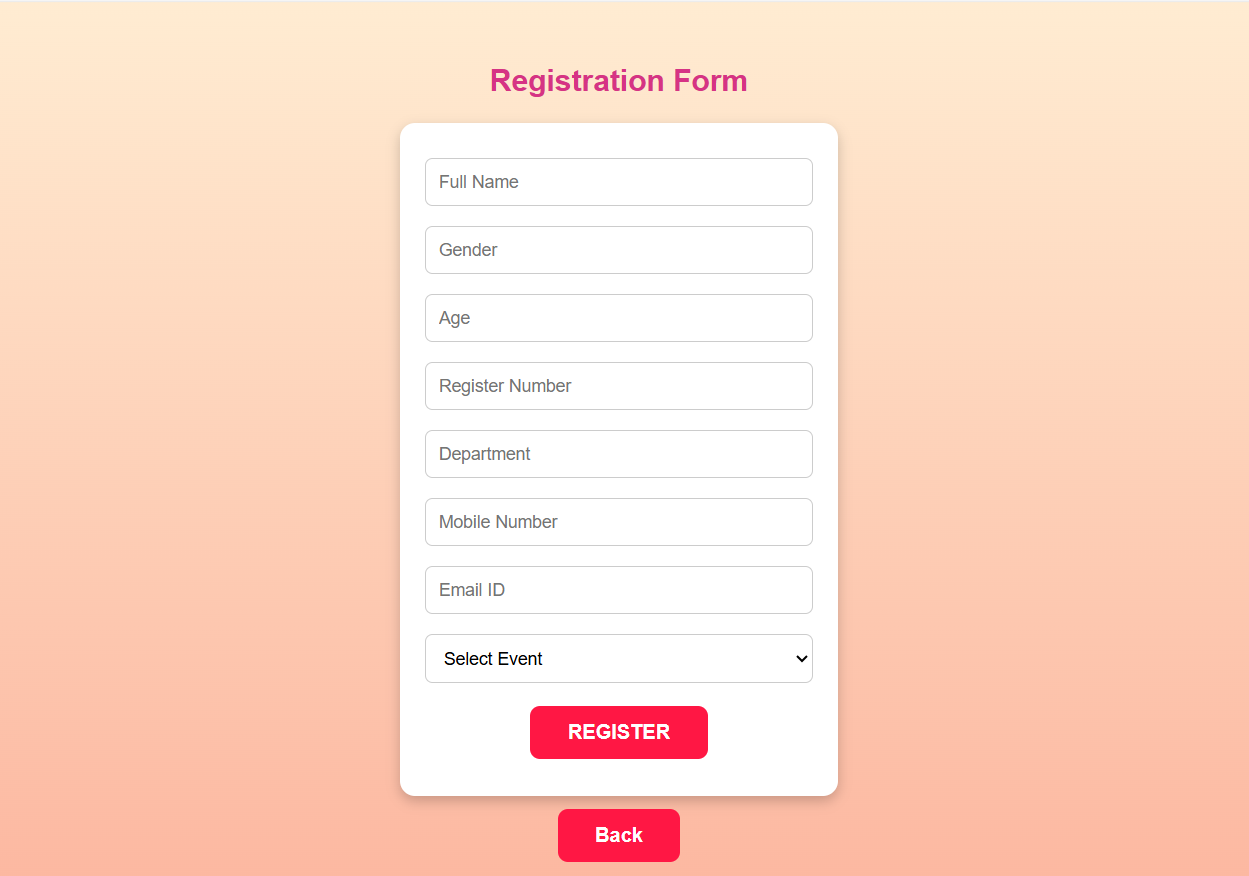 Registration Form
Full Name
Gender
Age
Register Number
Department
Mobile Number
Email ID
Select Event
REGISTER
Back